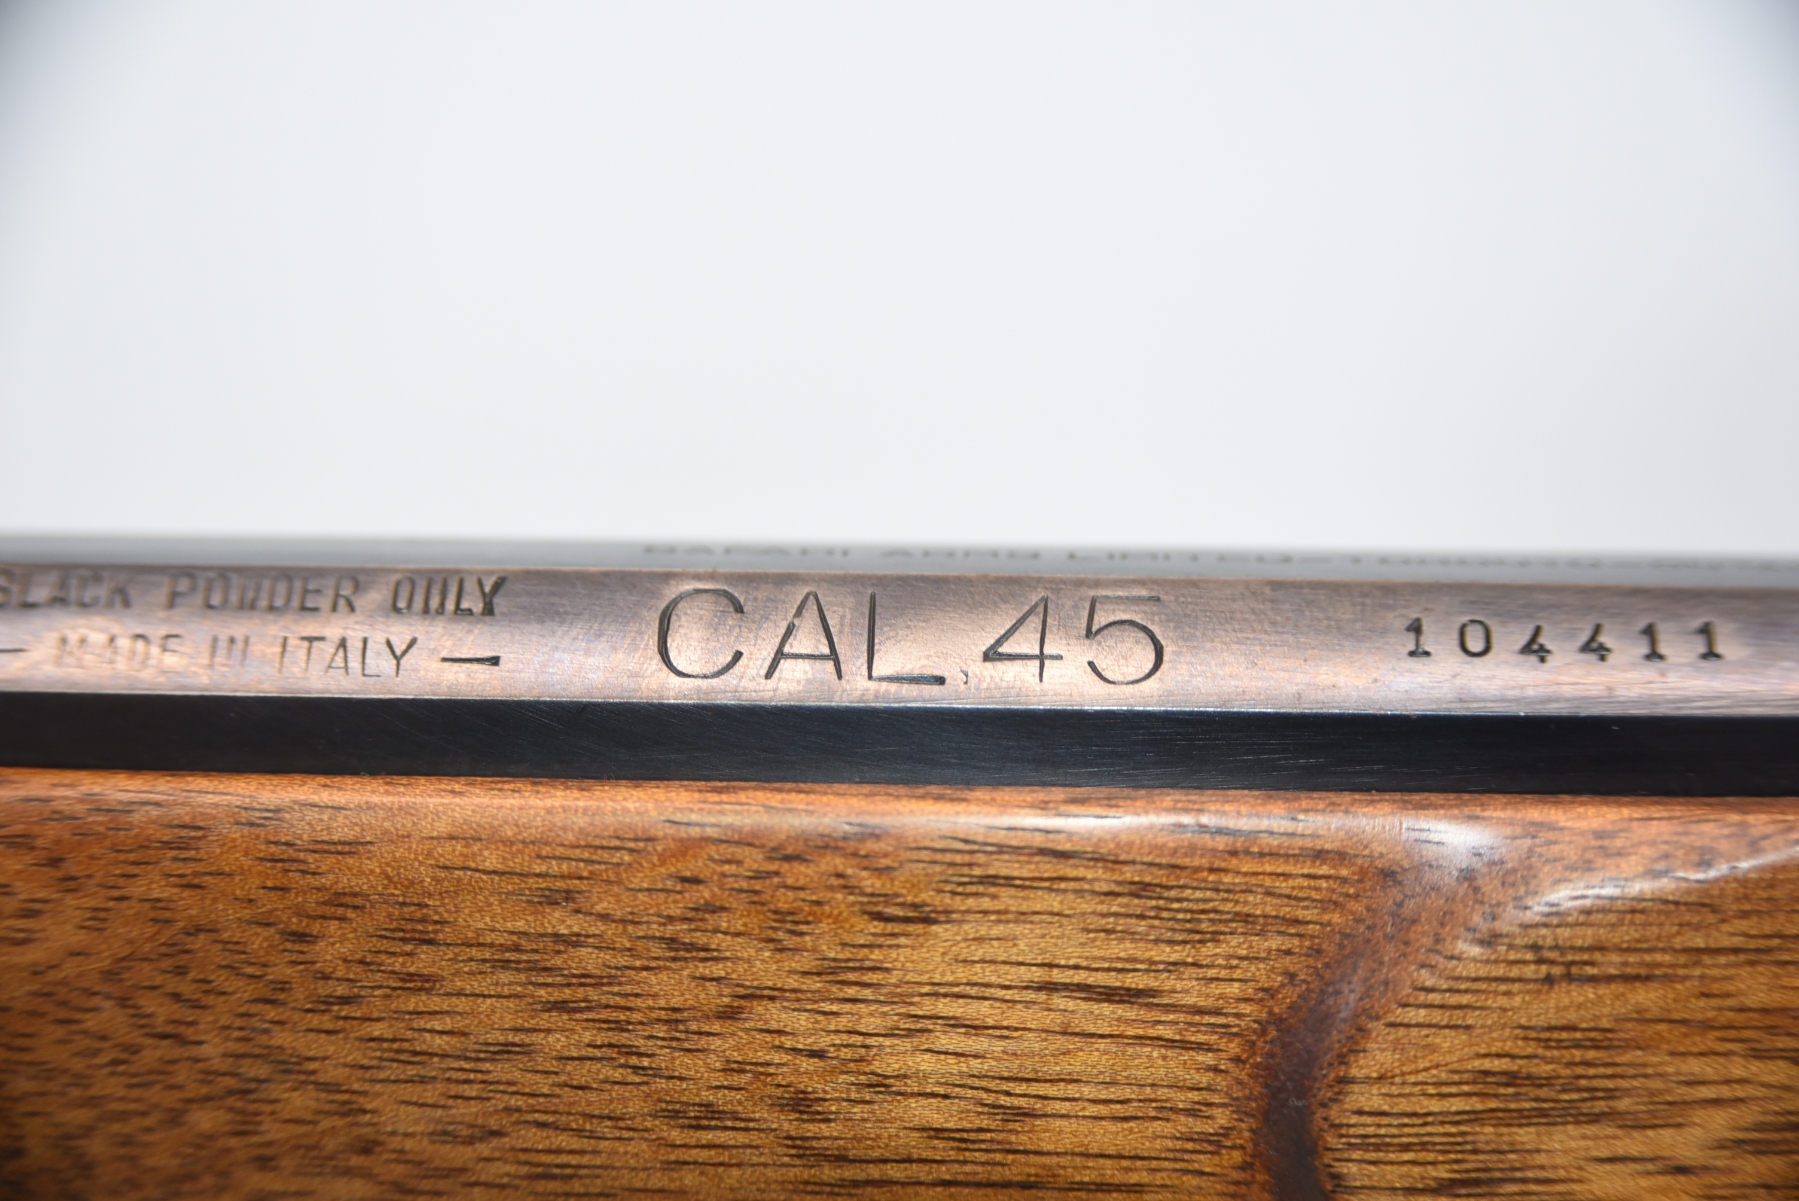 BLACK POWDER ONLY
— MADE IN ITALY —
CAL. 45
104411